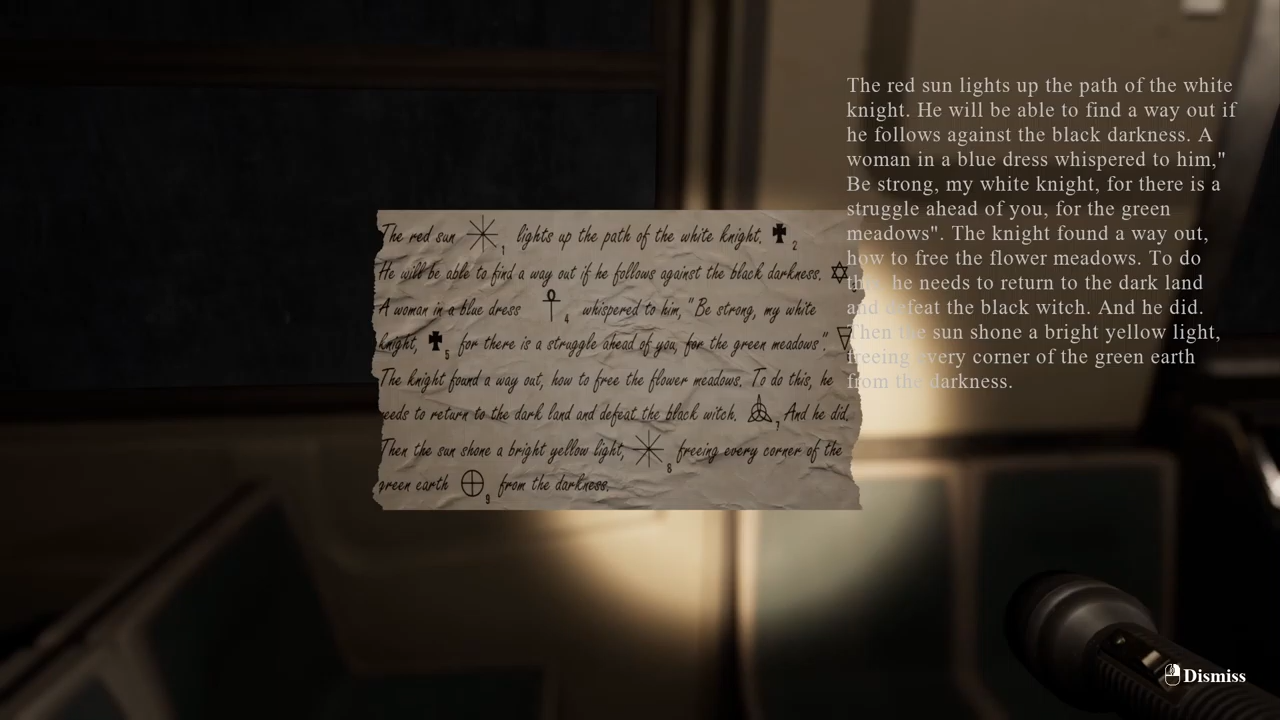 The red sun 1 lights up the path of the white knight. 2
He will be able to find a way out if he follows against the black darkness.
A woman in a blue dress 4 whispered to him, "Be strong, my white
knight, 5 for there is a struggle ahead of you, for the green meadows".
The knight found a way out, how to free the flower meadows. To do this, he
needs to return to the dark land and defeat the black witch. 7 And he did.
Then the sun shone a bright yellow light, 8 freeing every corner of the
green earth 9 from the darkness.
The red sun lights up the path of the white
knight. He will be able to find a way out if
he follows against the black darkness. A
woman in a blue dress whispered to him,"
Be strong, my white knight, for there is a
struggle ahead of you, for the green
meadows". The knight found a way out,
how to free the flower meadows. To do
this, he needs to return to the dark land
and defeat the black witch. And he did.
Then the sun shone a bright yellow light,
freeing every corner of the green earth
from the darkness.
Dismiss